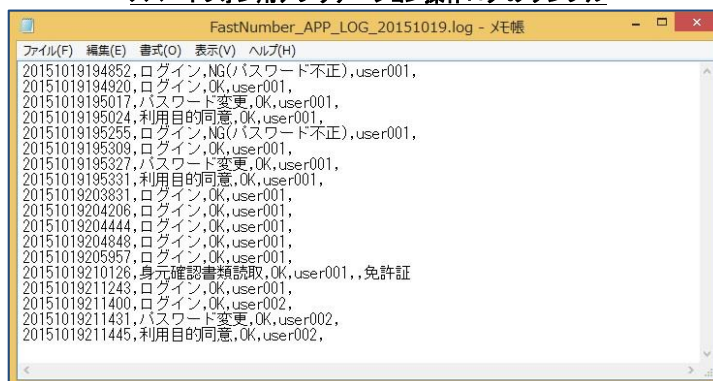 FastNumber_APP_LOG_20151019.log - メモ帳
ファイル(F) 編集(E) 書式(O) 表示(V) ヘルプ(H)
20151019194852,ログイン,NG(パスワード不正),user001,
20151019194920,ログイン,OK,user001,
20151019195017,パスワード変更,OK,user001,
20151019195024,利用目的同意,OK,user001,
20151019195255,ログイン,NG(パスワード不正),user001,
20151019195309,ログイン,OK,user001,
20151019195327,パスワード変更,OK,user001,
20151019195331,利用目的同意,OK,user001,
20151019203831,ログイン,OK,user001,
20151019204206,ログイン,OK,user001,
20151019204444,ログイン,OK,user001,
20151019204848,ログイン,OK,user001,
20151019205957,ログイン,OK,user001,
20151019210126,身元確認書類読取,OK,user001,,免許証
20151019211243,ログイン,OK,user001,
20151019211400,ログイン,OK,user002,
20151019211431,パスワード変更,OK,user002,
20151019211445,利用目的同意,OK,user002,